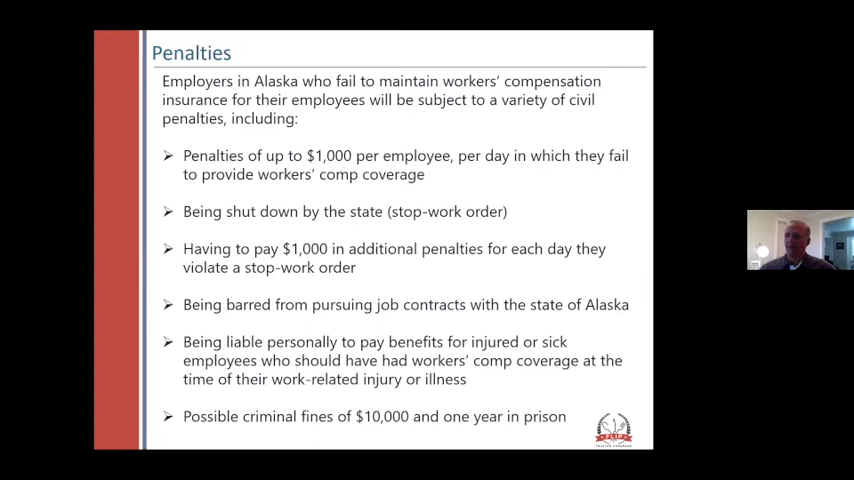 Penalties
Employers in Alaska who fail to maintain workers' compensation
insurance for their employees will be subject to a variety of civil
penalties, including:
➢ Penalties of up to $1,000 per employee, per day in which they fail
to provide workers' comp coverage
➢ Being shut down by the state (stop-work order)
➢ Having to pay $1,000 in additional penalties for each day they
violate a stop-work order
➢ Being barred from pursuing job contracts with the state of Alaska
➢ Being liable personally to pay benefits for injured or sick
employees who should have had workers' comp coverage at the
time of their work-related injury or illness
➢ Possible criminal fines of $10,000 and one year in prison
FLIP